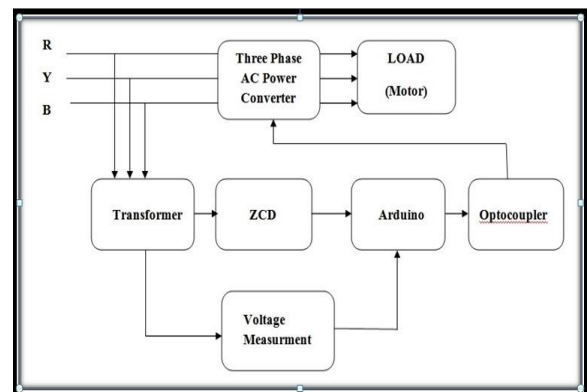 R
Y
B
Three Phase
AC Power
Converter
LOAD
(Motor)
Transformer
ZCD
Arduino
Optocoupler
Voltage
Measurment